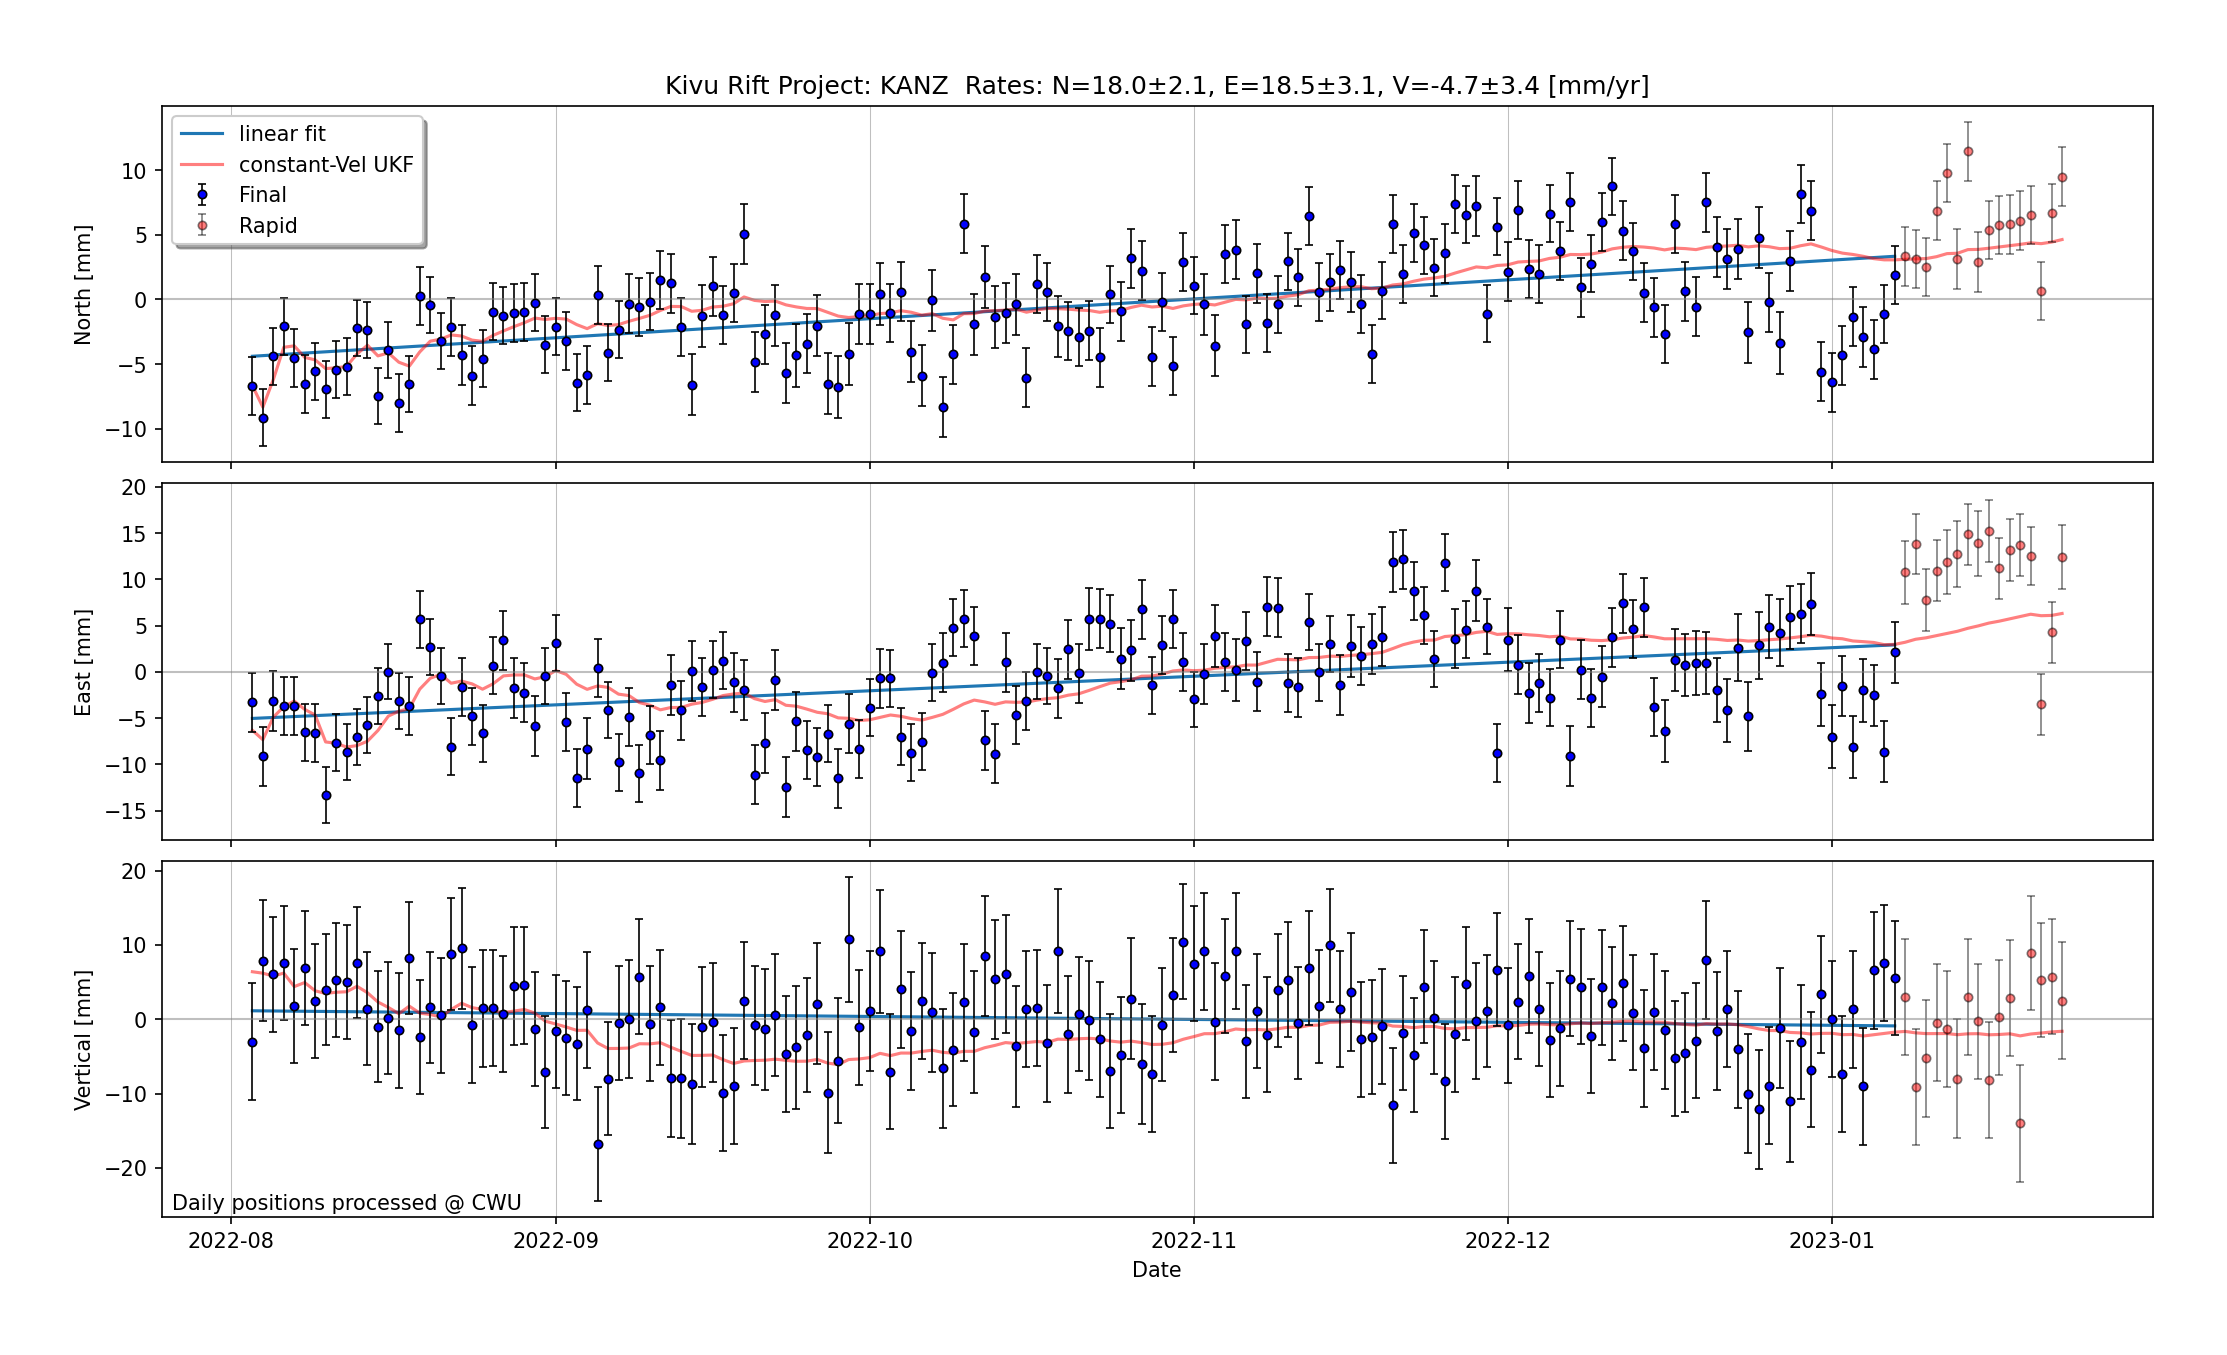 Kivu Rift Project: KANZ  Rates: N=18.0±2.1, E=18.5±3.1, V=-4.7±3.4 [mm/yr]
linear fit
constant-Vel UKF
Final
Rapid
North [mm]
10
5
0
−5
−10
East [mm]
20
15
10
5
0
−5
−10
−15
Vertical [mm]
20
10
0
−10
−20
Daily positions processed @ CWU
2022-08 2022-09 2022-10 2022-11 2022-12 2023-01
Date